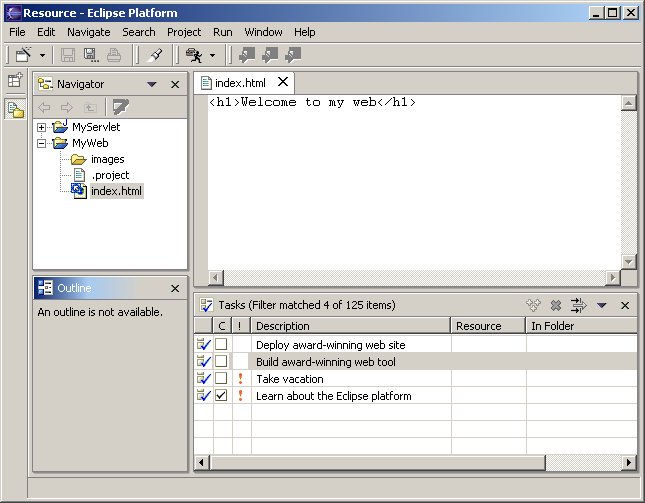 Resource - Eclipse Platform
File Edit Navigate Search Project Run Window Help
Navigator
MyServlet
MyWeb
images
.project
index.html
index.html
<h1>Welcome to my web</h1>
Outline
An outline is not available.
Tasks (Filter matched 4 of 125 items)
C ! Description Resource In Folder
Deploy award-winning web site
Build award-winning web tool
! Take vacation
! Learn about the Eclipse platform